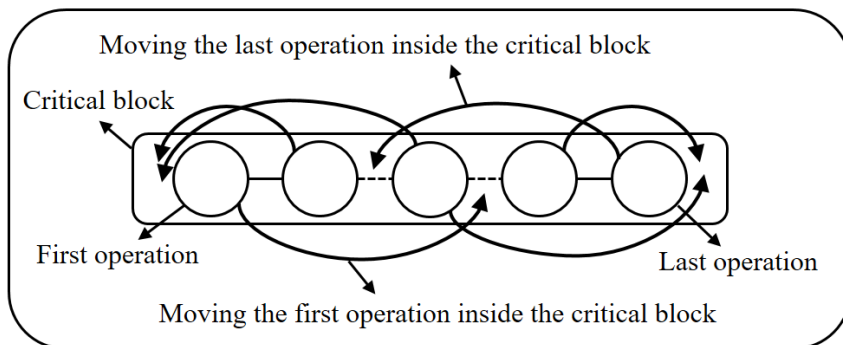 Moving the last operation inside the critical block
Critical block
First operation
Last operation
Moving the first operation inside the critical block